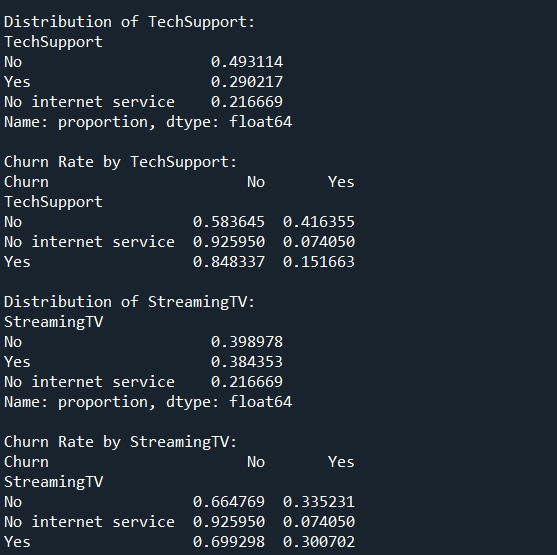 Distribution of TechSupport:
TechSupport
No                     0.493114
Yes                    0.290217
No internet service    0.216669
Name: proportion, dtype: float64

Churn Rate by TechSupport:
Churn                      No       Yes
TechSupport
No                   0.583645  0.416355
No internet service  0.925950  0.074050
Yes                  0.848337  0.151663

Distribution of StreamingTV:
StreamingTV
No                     0.398978
Yes                    0.384353
No internet service    0.216669
Name: proportion, dtype: float64

Churn Rate by StreamingTV:
Churn                      No       Yes
StreamingTV
No                   0.664769  0.335231
No internet service  0.925950  0.074050
Yes                  0.699298  0.300702